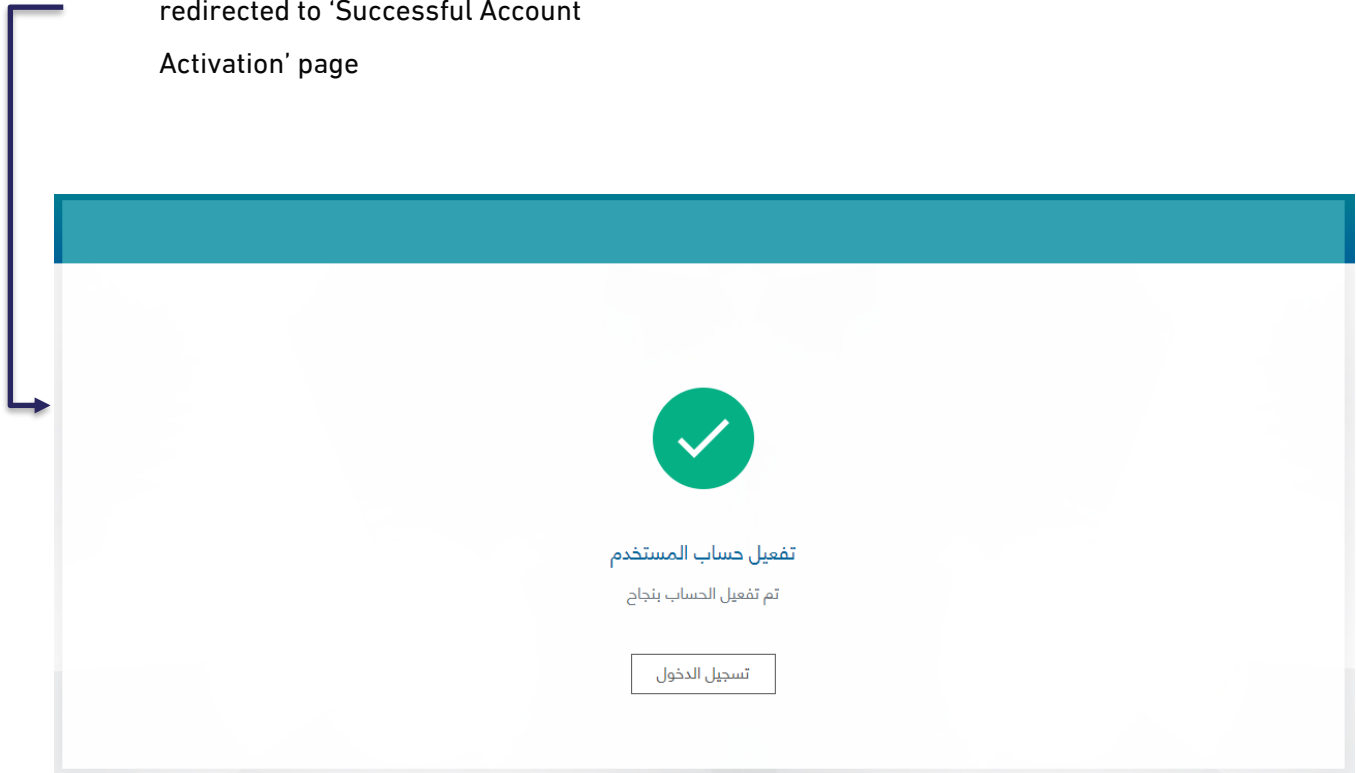 redirected to ‘Successful Account
Activation’ page
تفعيل حساب المستخدم
تم تفعيل الحساب بنجاح
تسجيل الدخول